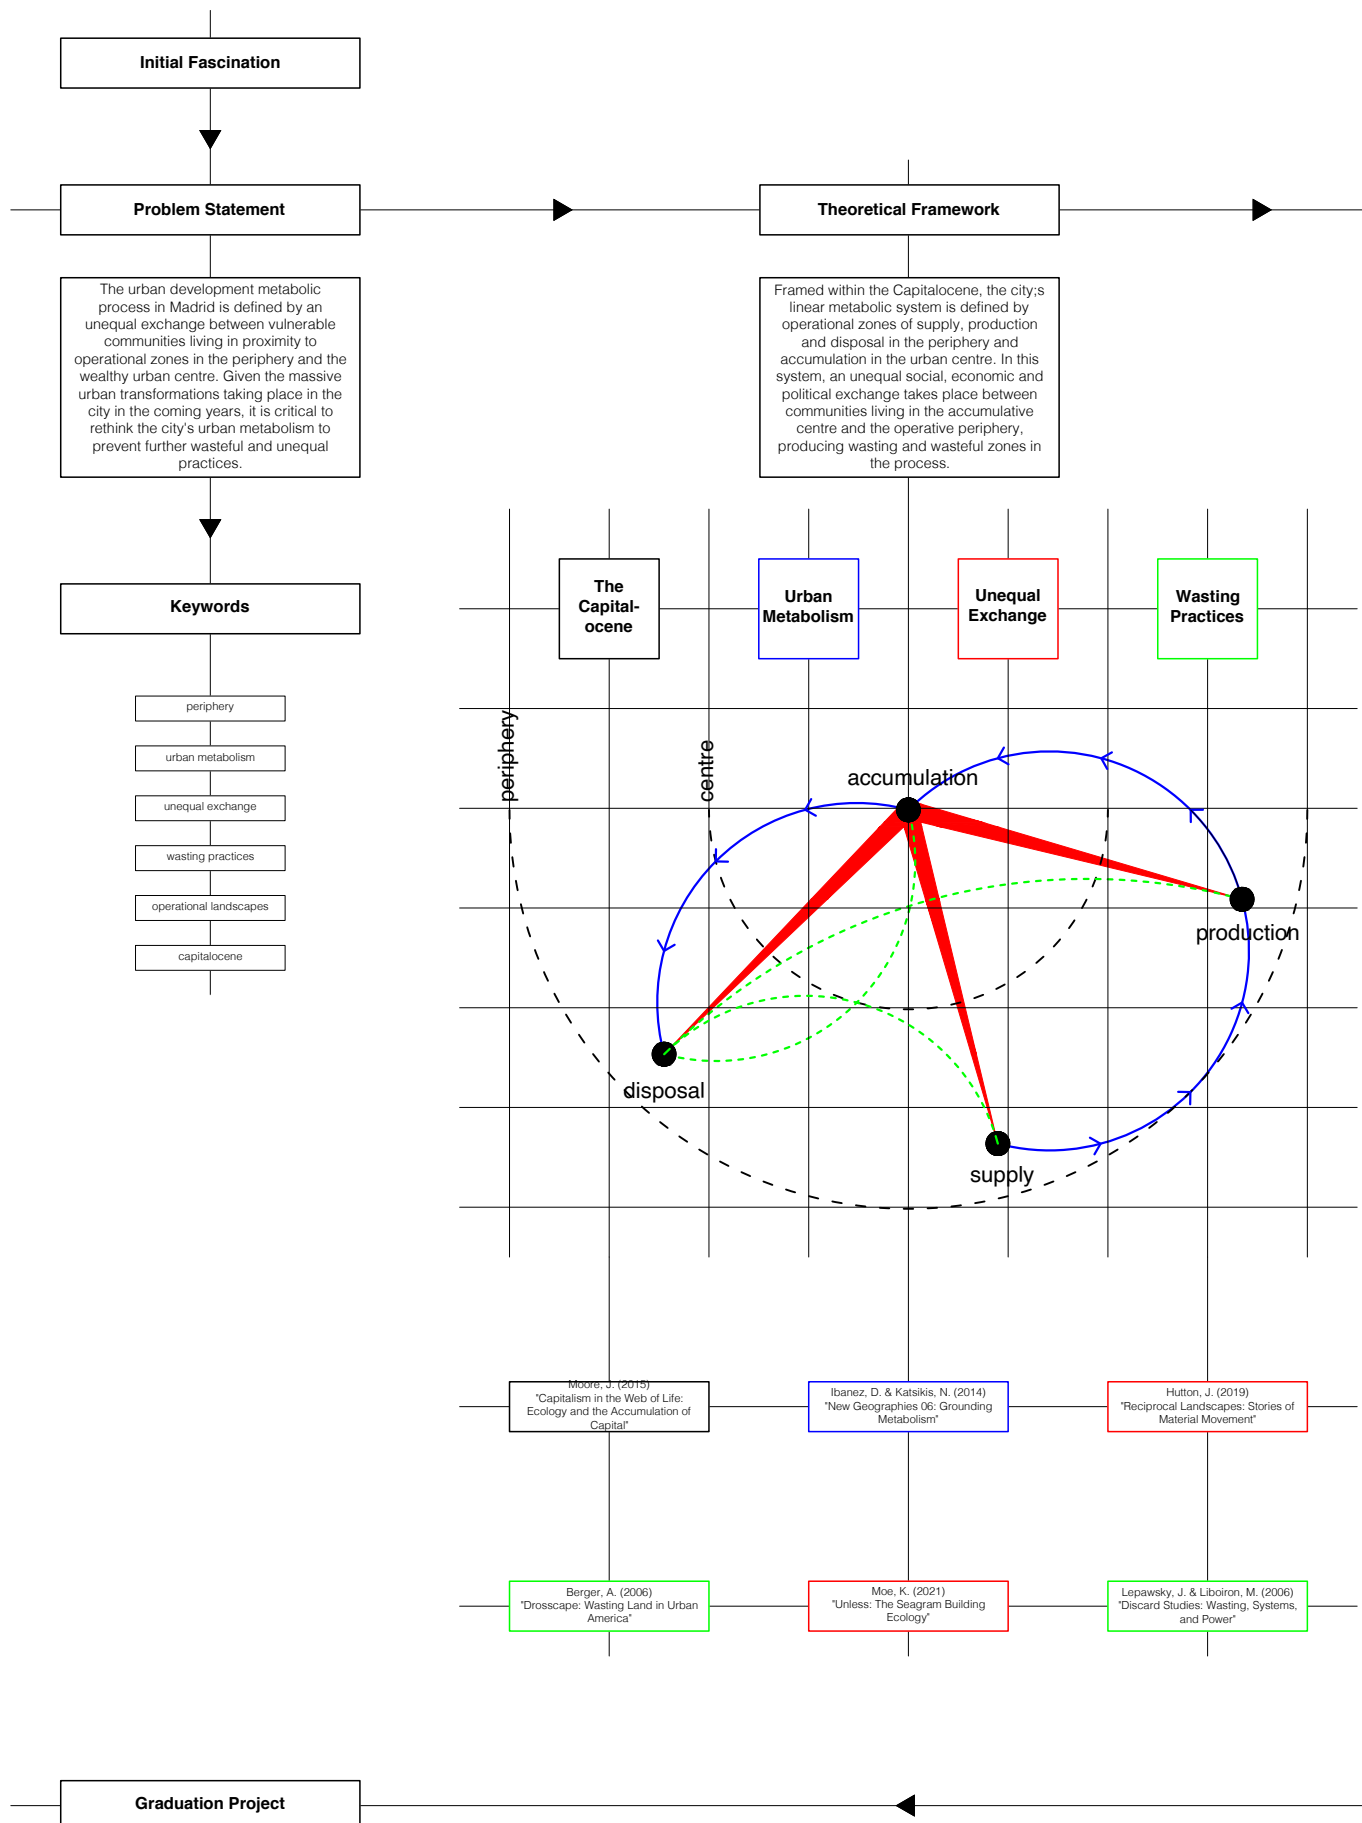 Initial Fascination
Problem Statement
The urban development metabolic
process in Madrid is defined by an
unequal exchange between vulnerable
communities living in proximity to
operational zones in the periphery and the
wealthy urban centre. Given the massive
urban transformations taking place in the
city in the coming years, it is critical to
rethink the city's urban metabolism to
prevent further wasteful and unequal
practices.
Keywords
periphery
urban metabolism
unequal exchange
wasting practices
operational landscapes
capitalocene
Theoretical Framework
Framed within the Capitalocene, the city;s
linear metabolic system is defined by
operational zones of supply, production
and disposal in the periphery and
accumulation in the urban centre. In this
system, an unequal social, economic and
political exchange takes place between
communities living in the accumulative
centre and the operative periphery,
producing wasting and wasteful zones in
the process.
The
Capital-
ocene
Urban
Metabolism
Unequal
Exchange
Wasting
Practices
periphery
centre
accumulation
production
disposal
supply
Moore, J. (2015)
"Capitalism in the Web of Life:
Ecology and the Accumulation of
Capital"
Ibanez, D. & Katsikis, N. (2014)
"New Geographies 06: Grounding
Metabolism"
Hutton, J. (2019)
"Reciprocal Landscapes: Stories of
Material Movement"
Berger, A. (2006)
"Drosscape: Wasting Land in Urban
America"
Moe, K. (2021)
"Unless: The Seagram Building
Ecology"
Lepawsky, J. & Liboiron, M. (2006)
"Discard Studies: Wasting, Systems,
and Power"
Graduation Project